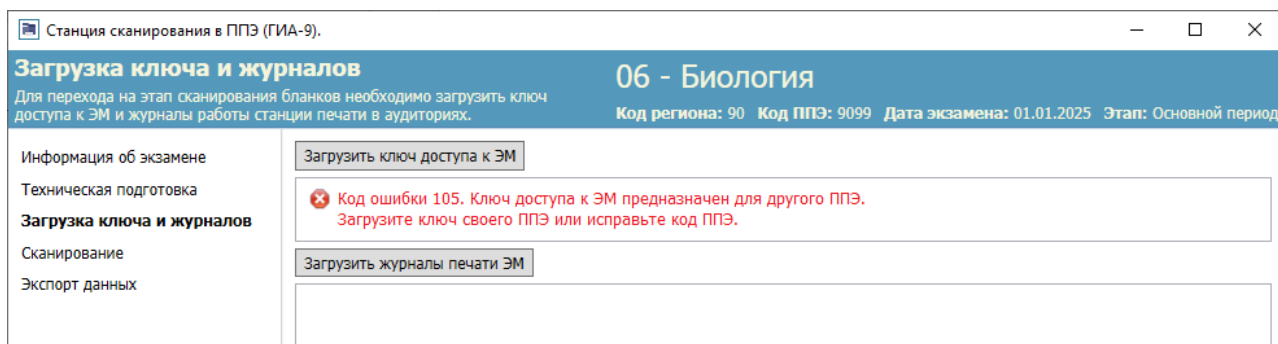 Станция сканирования в ППЭ (ГИА-9).
Загрузка ключа и журналов
Для перехода на этап сканирования бланков необходимо загрузить ключ
доступа к ЭМ и журналы работы станции печати в аудиториях.
06 - Биология
Код региона: 90 Код ППЭ: 9099 Дата экзамена: 01.01.2025 Этап: Основной период
Информация об экзамене
Техническая подготовка
Загрузка ключа и журналов
Сканирование
Экспорт данных
Загрузить ключ доступа к ЭМ
Код ошибки 105. Ключ доступа к ЭМ предназначен для другого ППЭ.
Загрузите ключ своего ППЭ или исправьте код ППЭ.
Загрузить журналы печати ЭМ